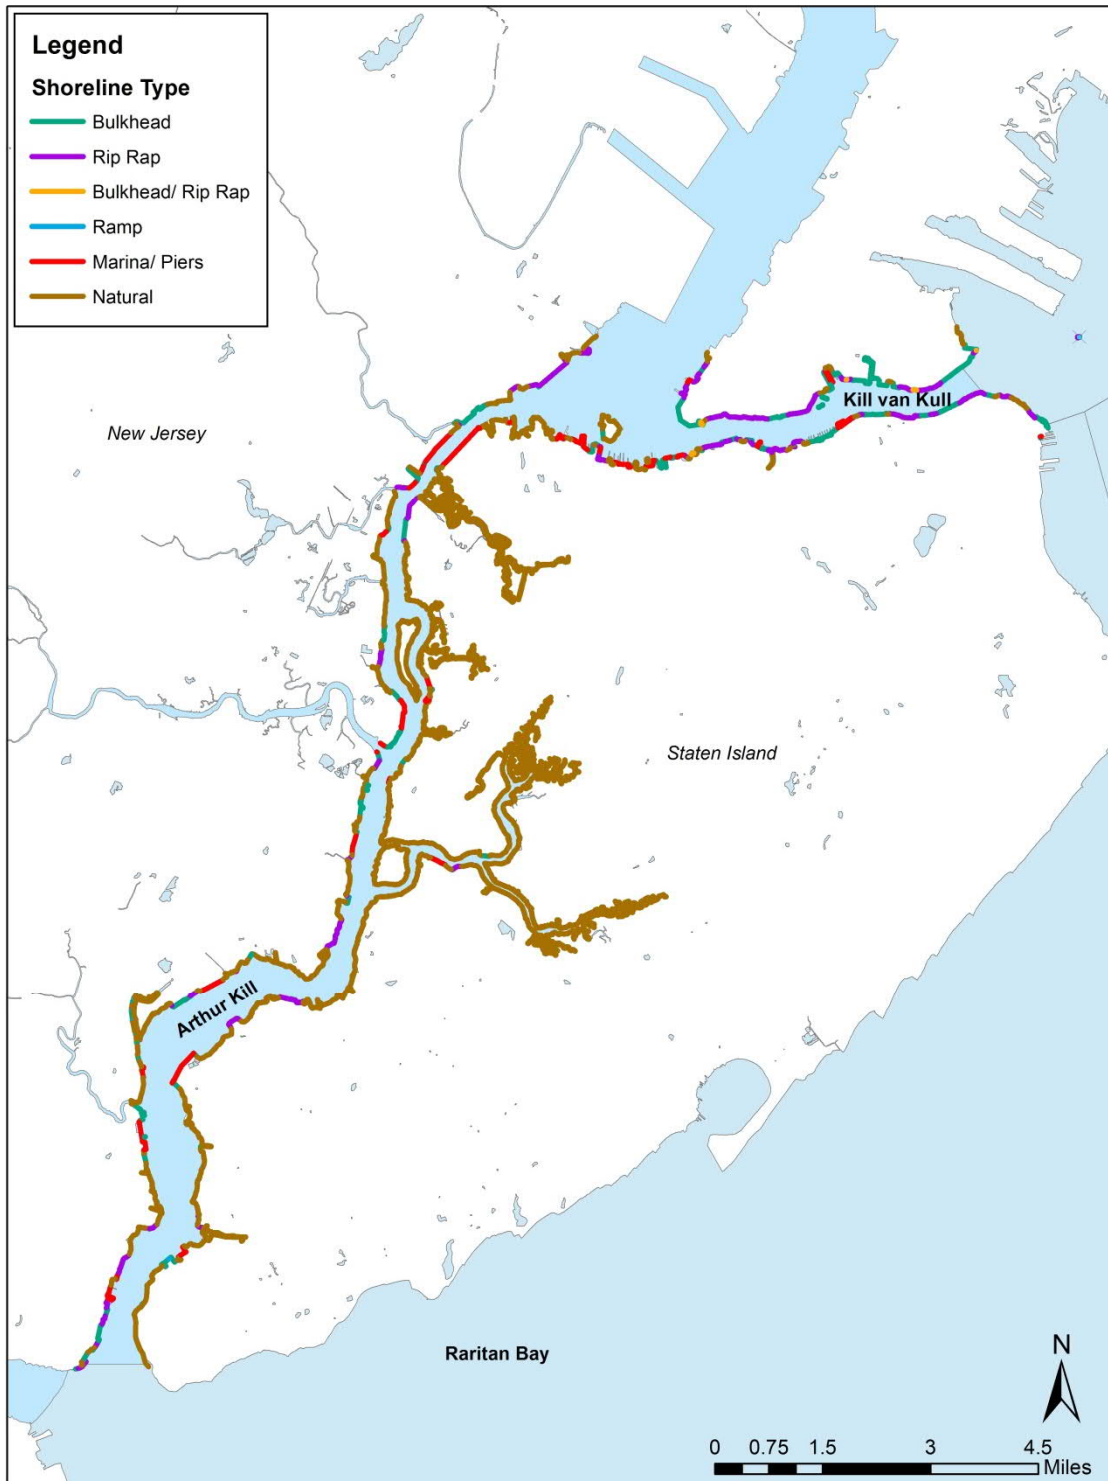 Legend
Shoreline Type
Bulkhead
Rip Rap
Bulkhead/ Rip Rap
Ramp
Marina/ Piers
Natural
Kill van Kull
New Jersey
Staten Island
Arthur Kill
Raritan Bay
N
0 0.75 1.5 3 4.5
Miles